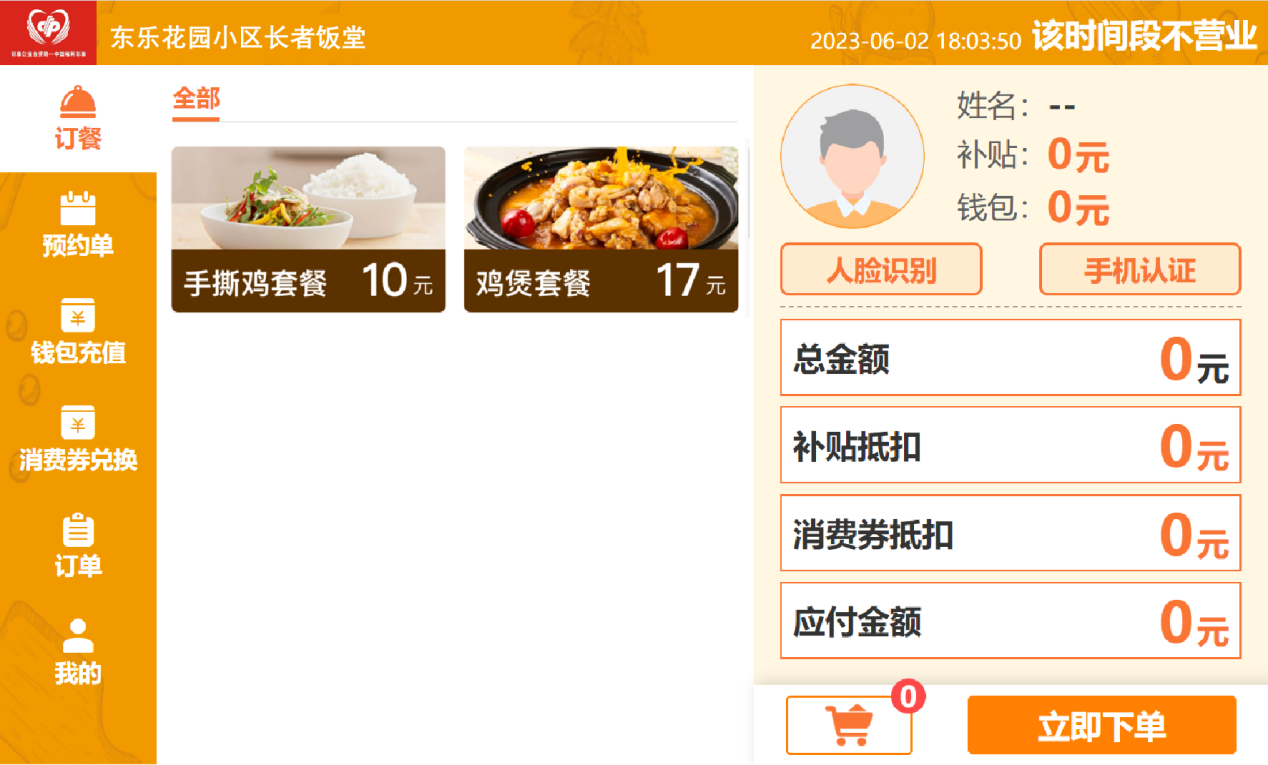 东乐花园小区长者饭堂
2023-06-02 18:03:50 该时间段不营业
订餐
预约单
¥
钱包充值
¥
消费券兑换
订单
我的
全部
手撕鸡套餐 10元
鸡煲套餐 17元
姓名： --
补贴： 0元
钱包： 0元
人脸识别
手机认证
总金额 0元
补贴抵扣 0元
消费券抵扣 0元
应付金额 0元
0
立即下单